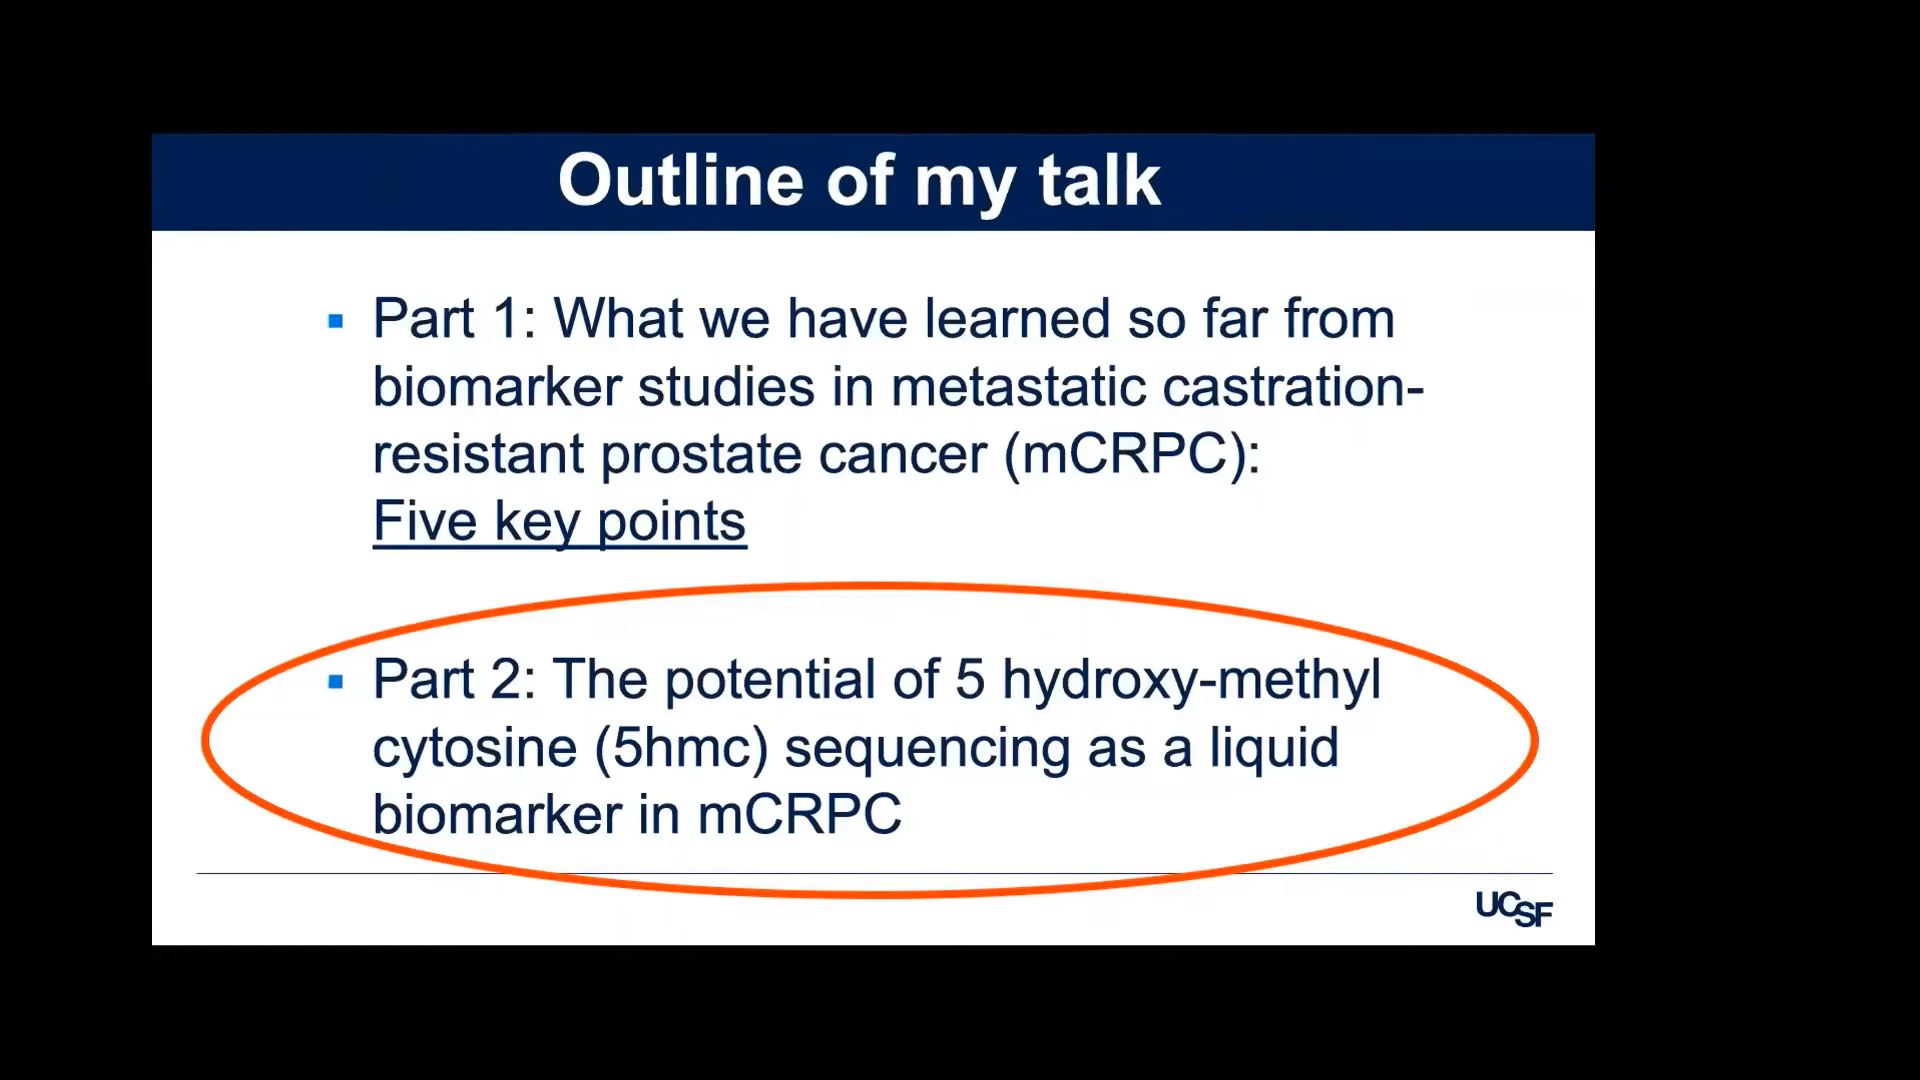 Outline of my talk
▪ Part 1: What we have learned so far from
biomarker studies in metastatic castration-
resistant prostate cancer (mCRPC):
Five key points
▪ Part 2: The potential of 5 hydroxy-methyl
cytosine (5hmc) sequencing as a liquid
biomarker in mCRPC
UCSF